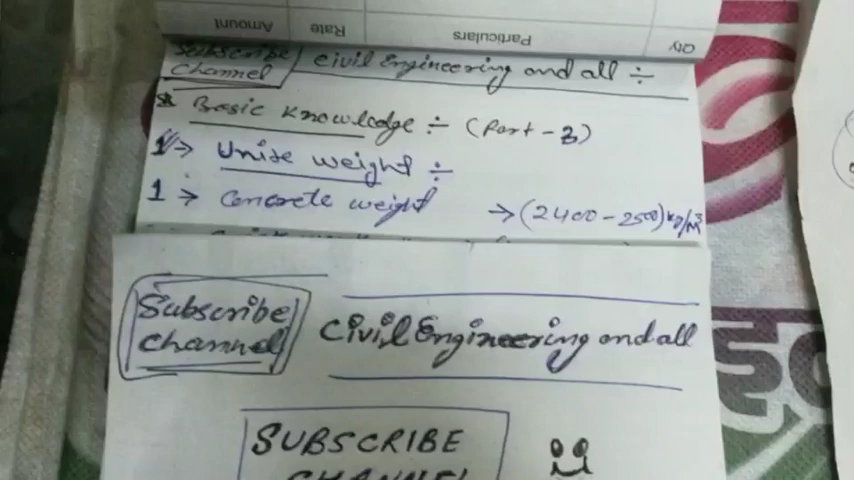 Qty Particulars Rate Amount
Subscribe
Channel
Civil Engineering and all ÷
Basic Knowledge ÷ (Part - 3)
1 → Unite weight ÷
1 → Concrete weight → (2400 - 2500) kg/M³
Subscribe
Channel
Civil Engineering and all
SUBSCRIBE
CHANNEL